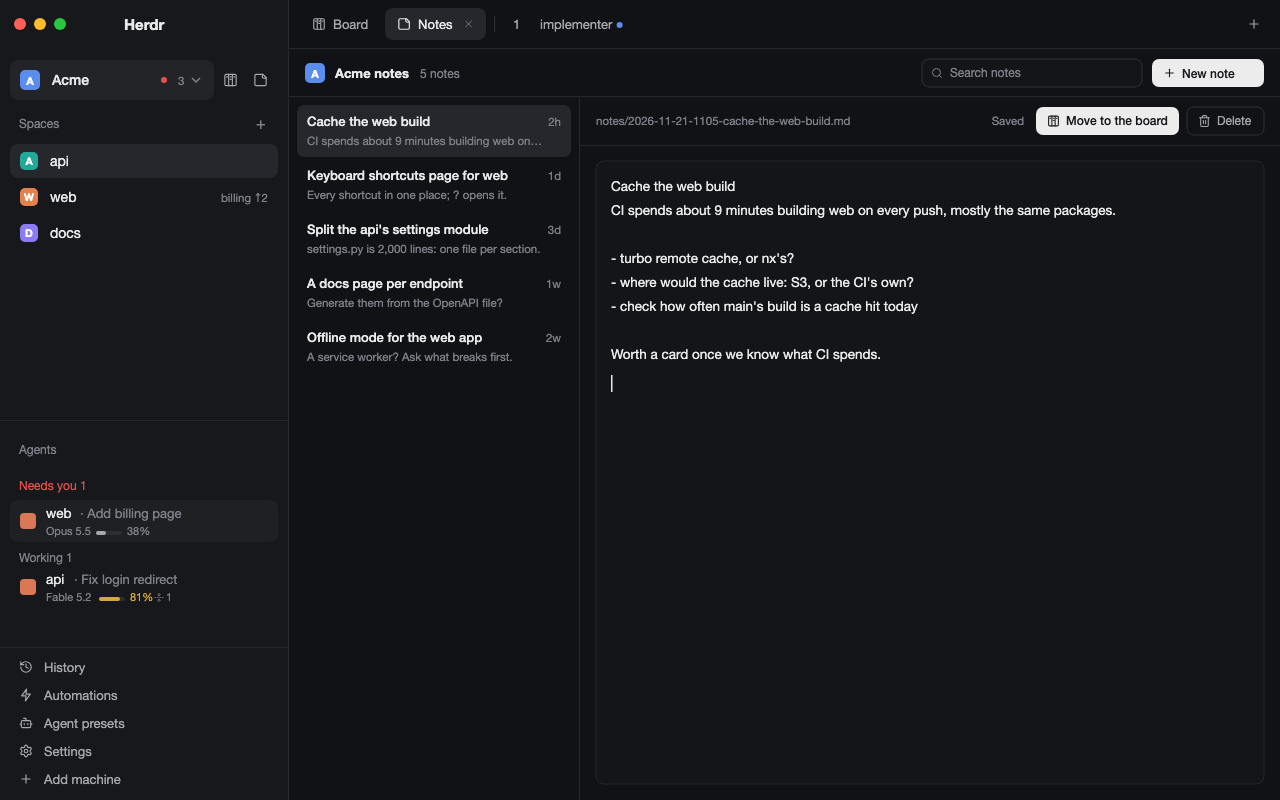 Herdr
A Acme 3
Spaces
A api
W web billing ↑2
D docs
Agents
Needs you 1
web · Add billing page
Opus 5.5 38%
Working 1
api · Fix login redirect
Fable 5.2 81% 1
History
Automations
Agent presets
Settings
Add machine
Board
Notes
1 implementer
A Acme notes 5 notes
Search notes
New note
Cache the web build 2h
CI spends about 9 minutes building web on…
Keyboard shortcuts page for web 1d
Every shortcut in one place; ? opens it.
Split the api's settings module 3d
settings.py is 2,000 lines: one file per section.
A docs page per endpoint 1w
Generate them from the OpenAPI file?
Offline mode for the web app 2w
A service worker? Ask what breaks first.
notes/2026-11-21-1105-cache-the-web-build.md
Saved
Move to the board
Delete
Cache the web build
CI spends about 9 minutes building web on every push, mostly the same packages.
- turbo remote cache, or nx's?
- where would the cache live: S3, or the CI's own?
- check how often main's build is a cache hit today
Worth a card once we know what CI spends.